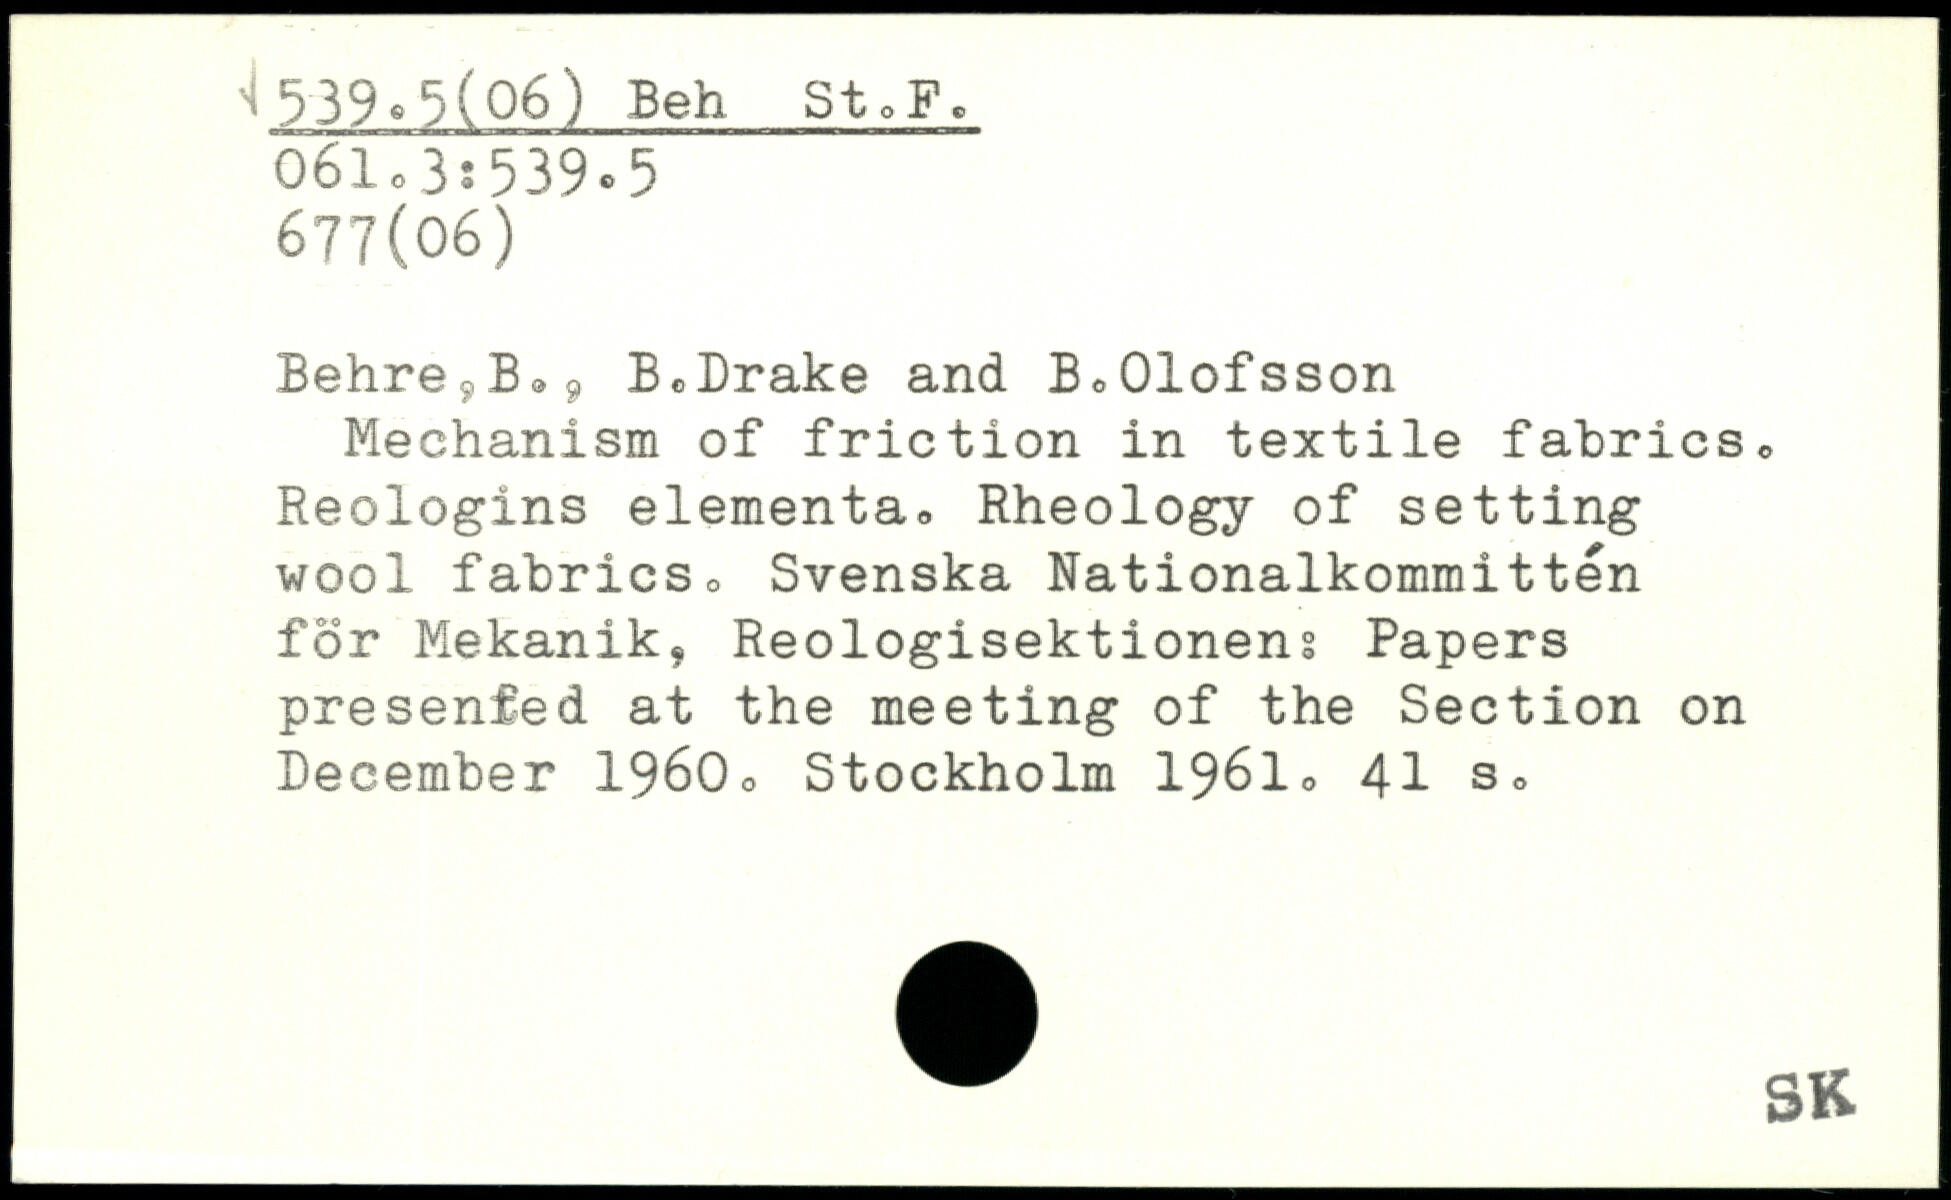 539.5(06) Beh St.F.
061.3:539.5
677(06)
Behre,B., B.Drake and B.Olofsson
Mechanism of friction in textile fabrics.
Reologins elementa. Rheology of setting
wool fabrics. Svenska Nationalkommittén
för Mekanik, Reologisektionen: Papers
presented at the meeting of the Section on
December 1960. Stockholm 1961. 41 s.
SK